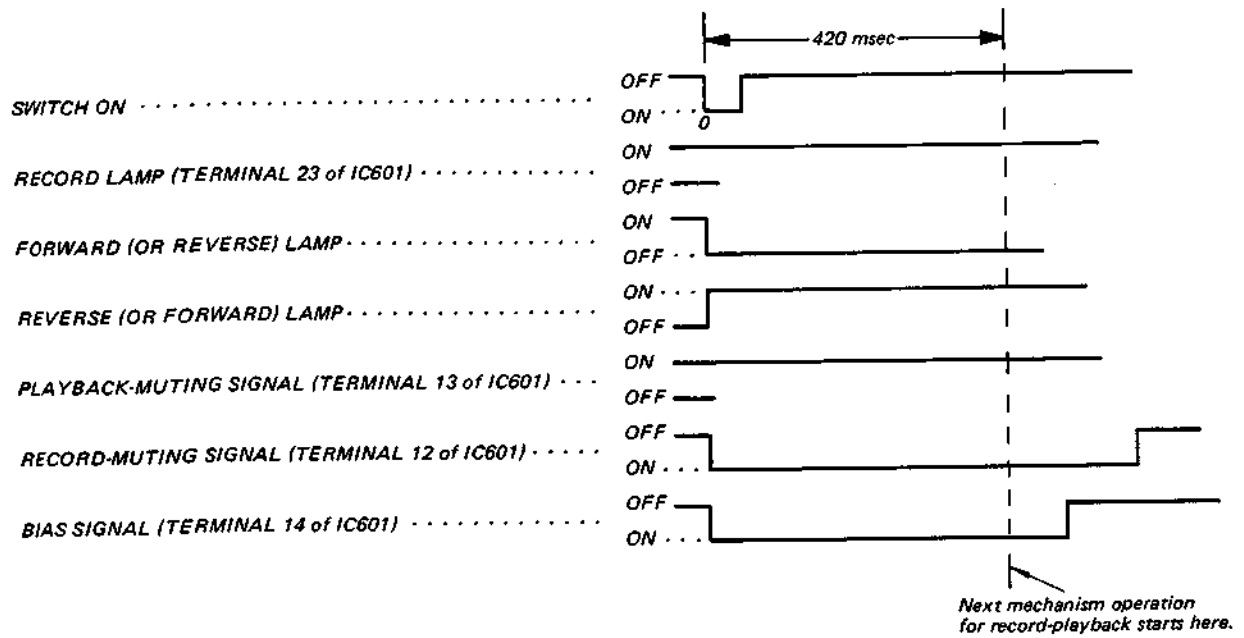 420 msec
OFF
SWITCH ON
ON
0
ON
RECORD LAMP (TERMINAL 23 of IC601)
OFF
ON
FORWARD (OR REVERSE) LAMP
OFF
ON
REVERSE (OR FORWARD) LAMP
OFF
ON
PLAYBACK-MUTING SIGNAL (TERMINAL 13 of IC601)
OFF
OFF
RECORD-MUTING SIGNAL (TERMINAL 12 of IC601)
ON
OFF
BIAS SIGNAL (TERMINAL 14 of IC601)
ON
Next mechanism operation
for record-playback starts here.